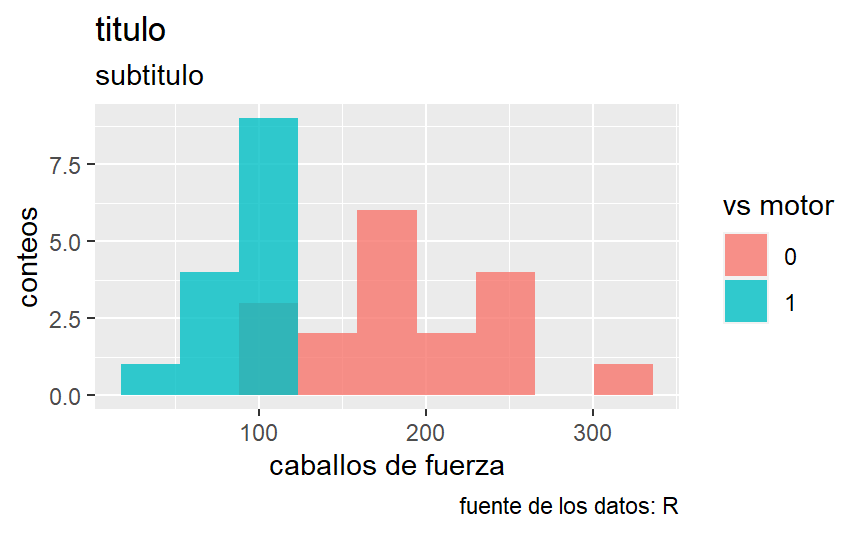 titulo
subtitulo
7.5
5.0
2.5
0.0
conteos
100 200 300
caballos de fuerza
fuente de los datos: R
vs motor
0
1